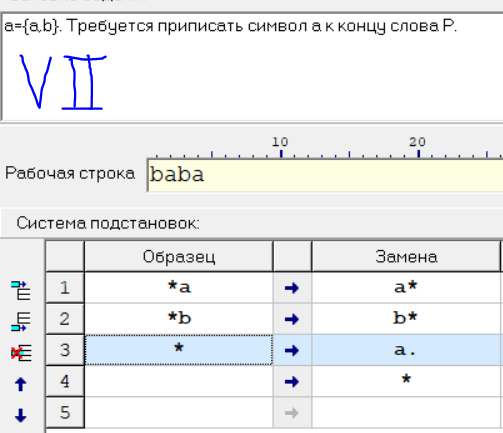 a={a,b}. Требуется приписать символ a к концу слова P.
VII
10 20
Рабочая строка baba
Система подстановок:
Образец Замена
1 *a → a*
2 *b → b*
3 * → a.
4 → *
5 →